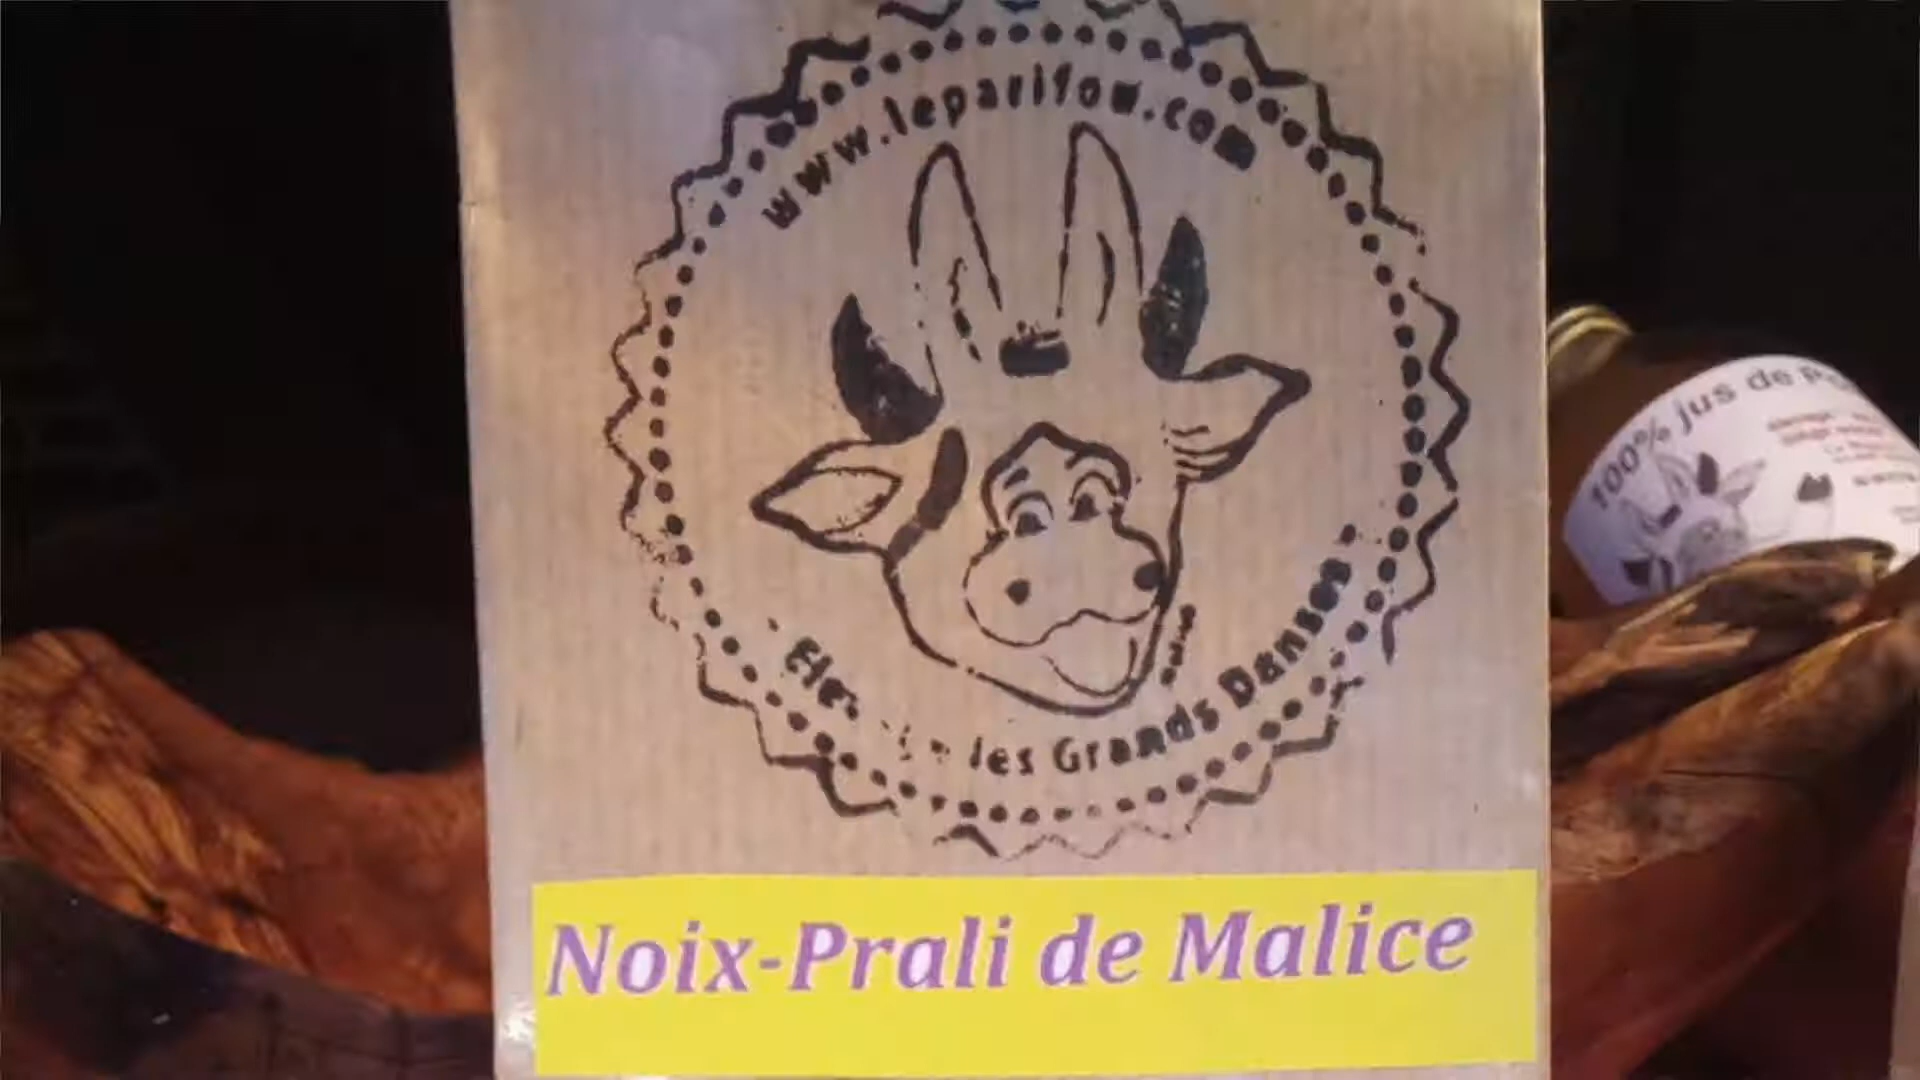 www.leparifou.com
les Grands Danses
Noix-Prali de Malice
100% jus de